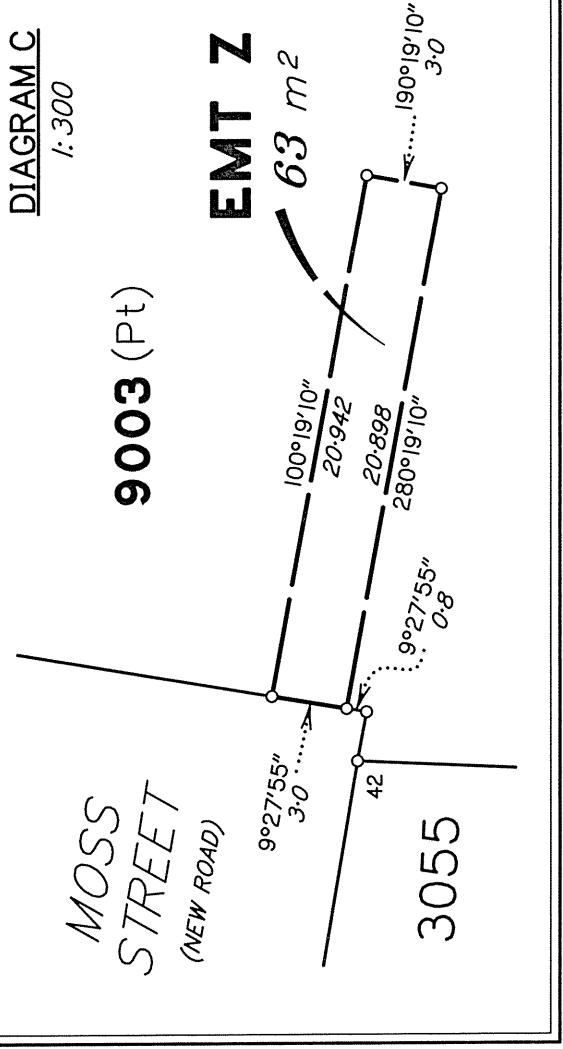 DIAGRAM C
1:300
EMT Z
63 m²
190°19'10"
3·0
9003 (Pt)
100°19'10"
20·942
20·898
280°19'10"
MOSS
STREET
(NEW ROAD)
9°27'55"
3·0
9°27'55"
0·8
42
3055